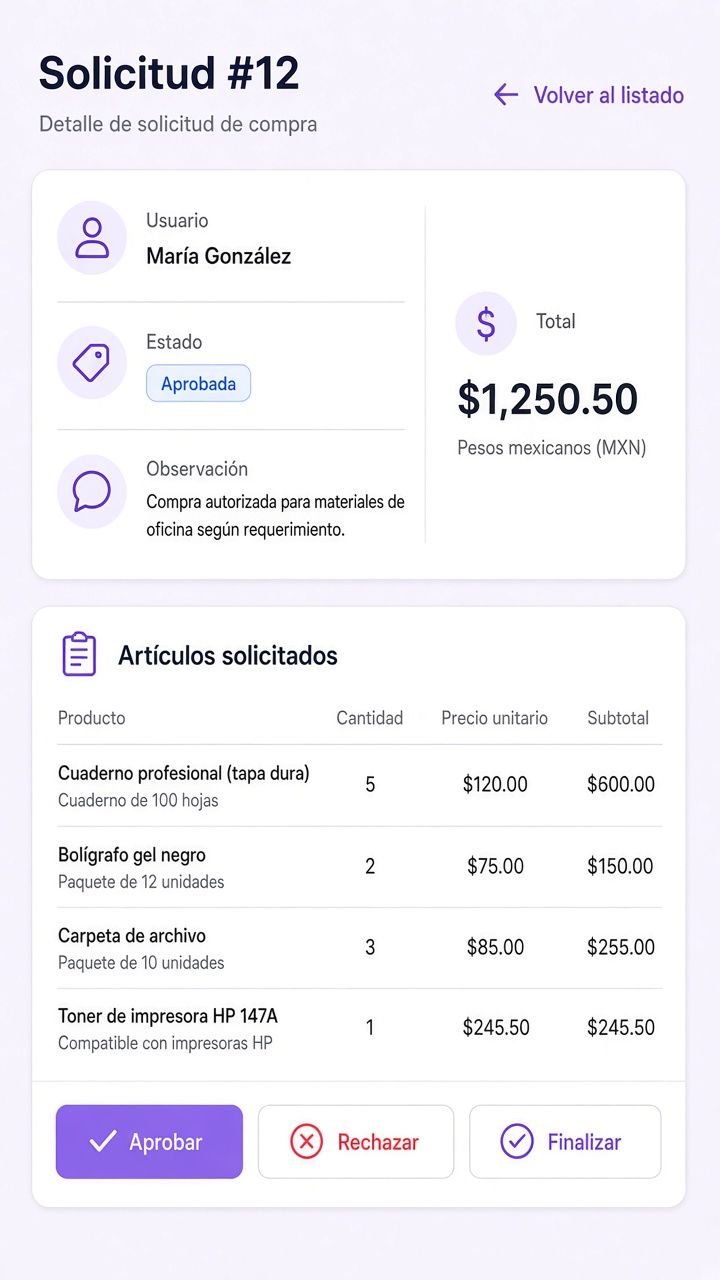 Solicitud #12
Detalle de solicitud de compra
Volver al listado
Usuario
María González
Estado
Aprobada
Observación
Compra autorizada para materiales de
oficina según requerimiento.
$ Total
$1,250.50
Pesos mexicanos (MXN)
Artículos solicitados
Producto Cantidad Precio unitario Subtotal
Cuaderno profesional (tapa dura) 5 $120.00 $600.00
Cuaderno de 100 hojas
Bolígrafo gel negro 2 $75.00 $150.00
Paquete de 12 unidades
Carpeta de archivo 3 $85.00 $255.00
Paquete de 10 unidades
Toner de impresora HP 147A 1 $245.50 $245.50
Compatible con impresoras HP
Aprobar Rechazar Finalizar